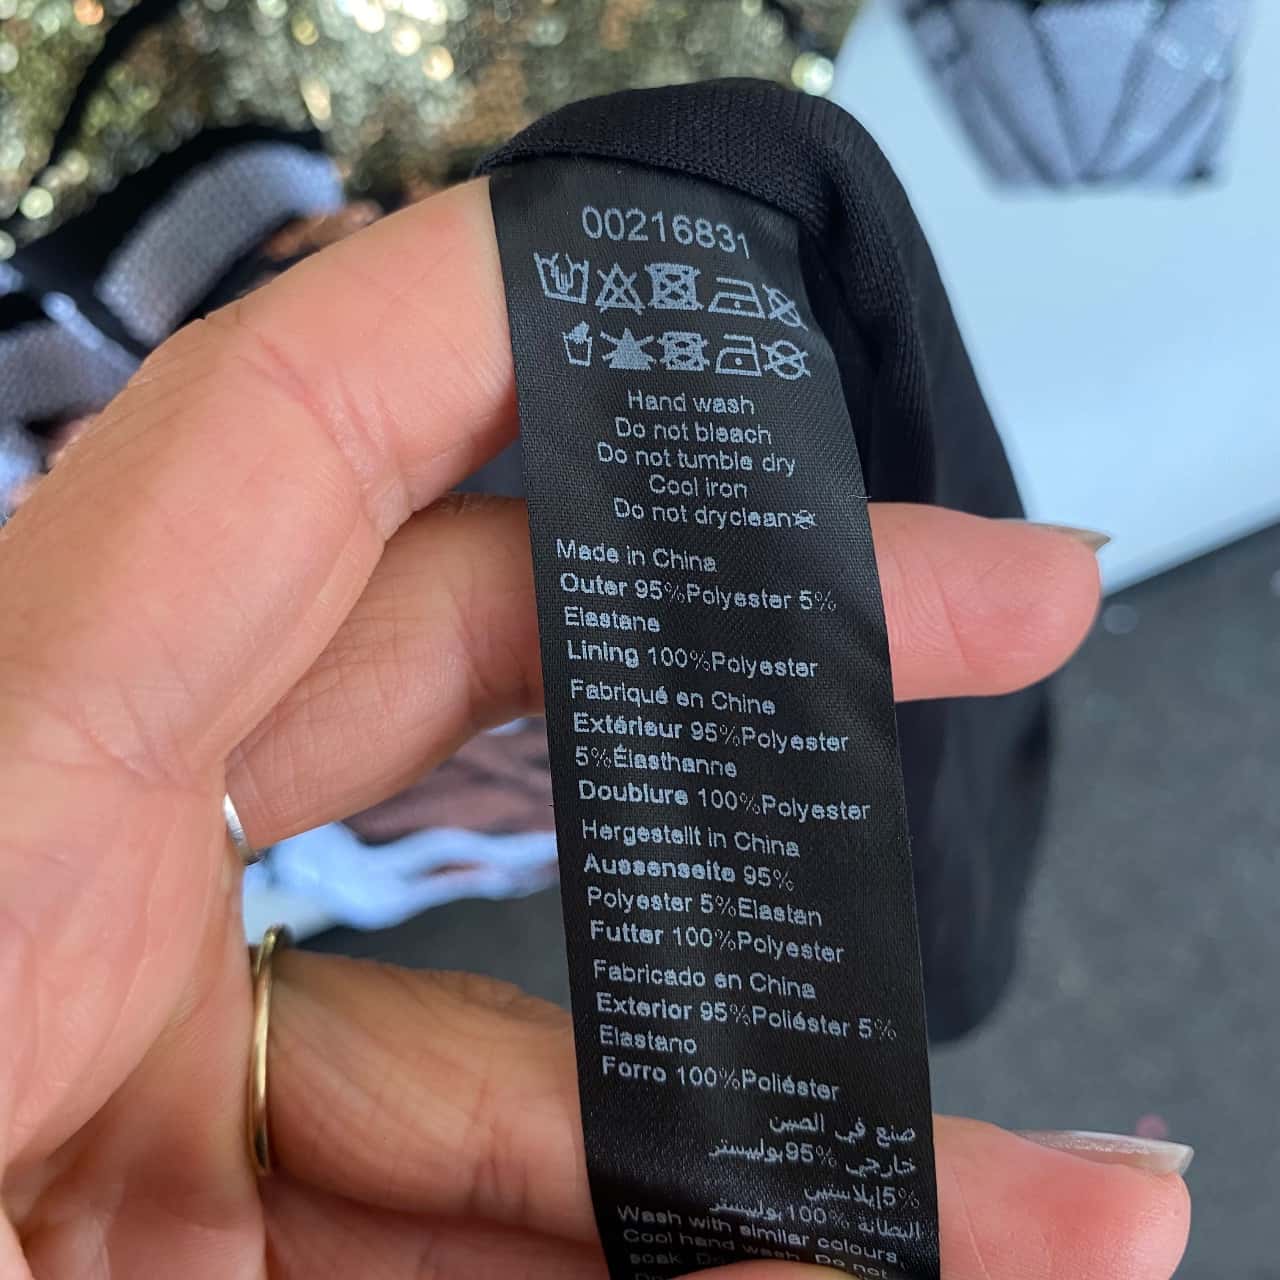 00216831
Hand wash
Do not bleach
Do not tumble dry
Cool iron
Do not dryclean
Made in China
Outer 95%Polyester 5%
Elastane
Lining 100%Polyester
Fabriqué en Chine
Extérieur 95%Polyester
5%Élasthanne
Doublure 100%Polyester
Hergestellt in China
Aussenseite 95%
Polyester 5%Elastan
Futter 100%Polyester
Fabricado en China
Exterior 95%Poliéster 5%
Elastano
Forro 100%Poliéster
صنع في الصين
خارجي 95%بوليستر
5%إيلاستين
البطانة 100%بوليستر
Wash with similar colours,
Cool hand wash. Do not
soak.